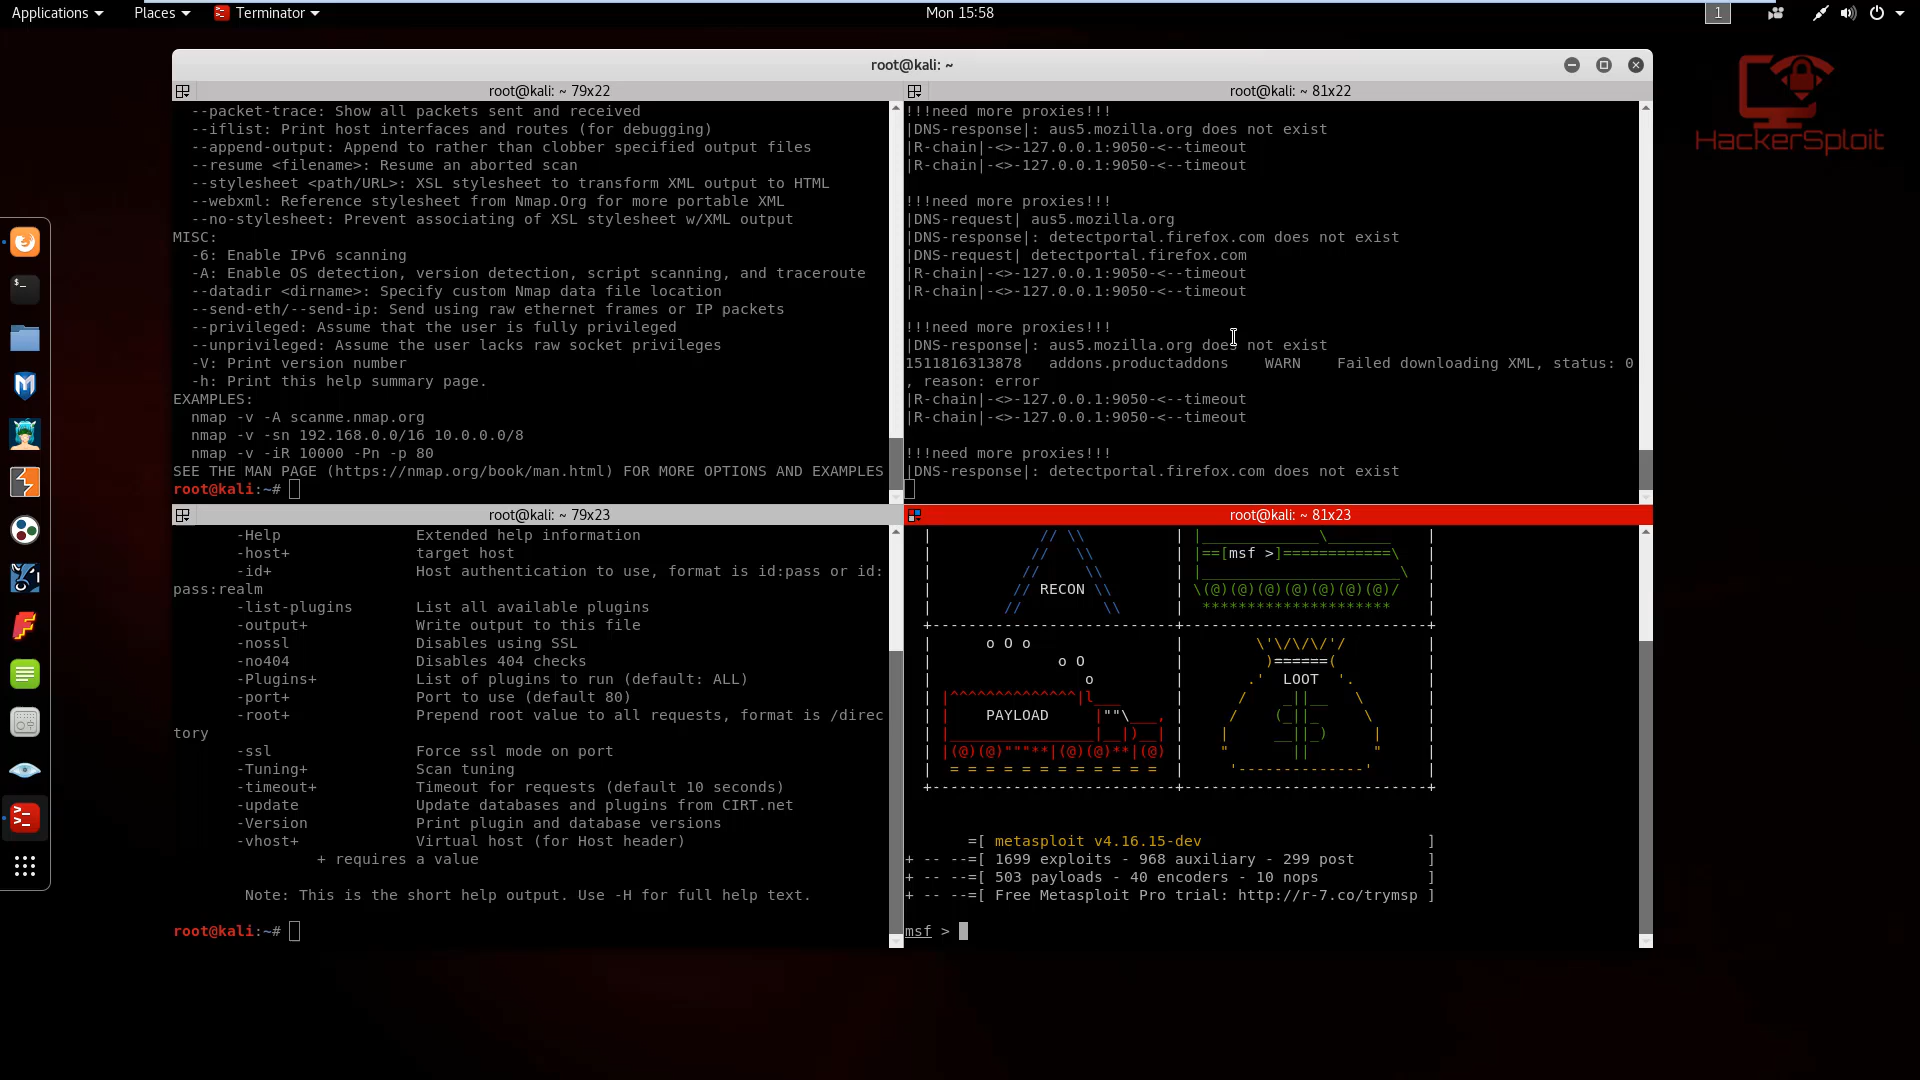 Applications
Places
Terminator
Mon 15:58
1
root@kali: ~
HackerSploit
root@kali: ~ 79x22
--packet-trace: Show all packets sent and received
--iflist: Print host interfaces and routes (for debugging)
--append-output: Append to rather than clobber specified output files
--resume <filename>: Resume an aborted scan
--stylesheet <path/URL>: XSL stylesheet to transform XML output to HTML
--webxml: Reference stylesheet from Nmap.Org for more portable XML
--no-stylesheet: Prevent associating of XSL stylesheet w/XML output
MISC:
-6: Enable IPv6 scanning
-A: Enable OS detection, version detection, script scanning, and traceroute
--datadir <dirname>: Specify custom Nmap data file location
--send-eth/--send-ip: Send using raw ethernet frames or IP packets
--privileged: Assume that the user is fully privileged
--unprivileged: Assume the user lacks raw socket privileges
-V: Print version number
-h: Print this help summary page.
EXAMPLES:
nmap -v -A scanme.nmap.org
nmap -v -sn 192.168.0.0/16 10.0.0.0/8
nmap -v -iR 10000 -Pn -p 80
SEE THE MAN PAGE (https://nmap.org/book/man.html) FOR MORE OPTIONS AND EXAMPLES
root@kali:~#
root@kali: ~ 81x22
!!!need more proxies!!!
|DNS-response|: aus5.mozilla.org does not exist
|R-chain|-<>-127.0.0.1:9050-<--timeout
|R-chain|-<>-127.0.0.1:9050-<--timeout
!!!need more proxies!!!
|DNS-request| aus5.mozilla.org
|DNS-response|: detectportal.firefox.com does not exist
|DNS-request| detectportal.firefox.com
|R-chain|-<>-127.0.0.1:9050-<--timeout
|R-chain|-<>-127.0.0.1:9050-<--timeout
!!!need more proxies!!!
|DNS-response|: aus5.mozilla.org does not exist
1511816313878 addons.productaddons WARN Failed downloading XML, status: 0
, reason: error
|R-chain|-<>-127.0.0.1:9050-<--timeout
|R-chain|-<>-127.0.0.1:9050-<--timeout
!!!need more proxies!!!
|DNS-response|: detectportal.firefox.com does not exist
root@kali: ~ 79x23
-Help Extended help information
-host+ target host
-id+ Host authentication to use, format is id:pass or id:
pass:realm
-list-plugins List all available plugins
-output+ Write output to this file
-nossl Disables using SSL
-no404 Disables 404 checks
-Plugins+ List of plugins to run (default: ALL)
-port+ Port to use (default 80)
-root+ Prepend root value to all requests, format is /direc
tory
-ssl Force ssl mode on port
-Tuning+ Scan tuning
-timeout+ Timeout for requests (default 10 seconds)
-update Update databases and plugins from CIRT.net
-Version Print plugin and database versions
-vhost+ Virtual host (for Host header)
+ requires a value
Note: This is the short help output. Use -H for full help text.
root@kali:~#
root@kali: ~ 81x23
| // \\ | |______________\_______ |
| // \\ | |==[msf >]============\ |
| // \\ | |______________________\ |
| // RECON \\ | \(@)(@)(@)(@)(@)(@)(@)/ |
| // \\ | ********************* |
+---------------------------+---------------------------+
| o O o | \'\/\/\/'/ |
| o O | )======( |
| o | .' LOOT '. |
| |^^^^^^^^^^^^^^|l___ | / _||__ \ |
| | PAYLOAD |""\___, | / (_||_ \ |
| |________________|__|)__| | | __||_) | |
| |(@)(@)"""**|(@)(@)**|(@) | " || " |
| = = = = = = = = = = = = | '--------------' |
+---------------------------+---------------------------+
=[ metasploit v4.16.15-dev ]
+ -- --=[ 1699 exploits - 968 auxiliary - 299 post ]
+ -- --=[ 503 payloads - 40 encoders - 10 nops ]
+ -- --=[ Free Metasploit Pro trial: http://r-7.co/trymsp ]
msf >